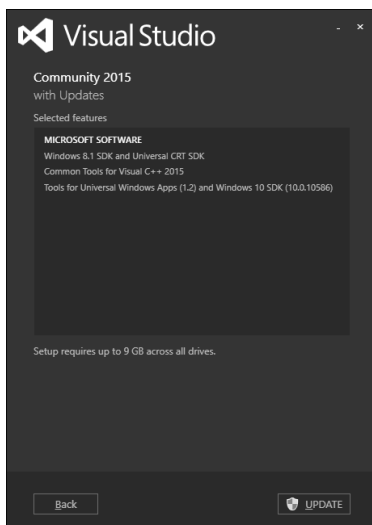 Visual Studio
Community 2015
with Updates
Selected features
MICROSOFT SOFTWARE
Windows 8.1 SDK and Universal CRT SDK
Common Tools for Visual C++ 2015
Tools for Universal Windows Apps (1.2) and Windows 10 SDK (10.0.10586)
Setup requires up to 9 GB across all drives.
Back
UPDATE